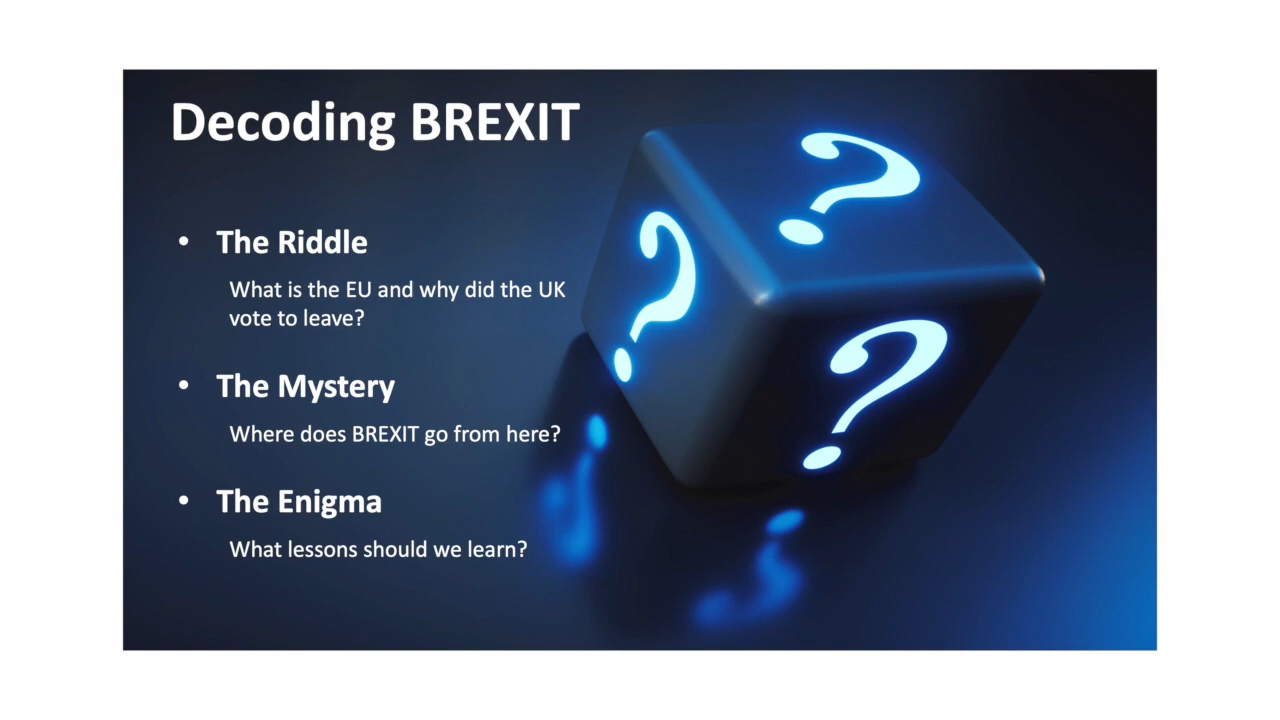 Decoding BREXIT
• The Riddle
What is the EU and why did the UK
vote to leave?
• The Mystery
Where does BREXIT go from here?
• The Enigma
What lessons should we learn?
?
?
?